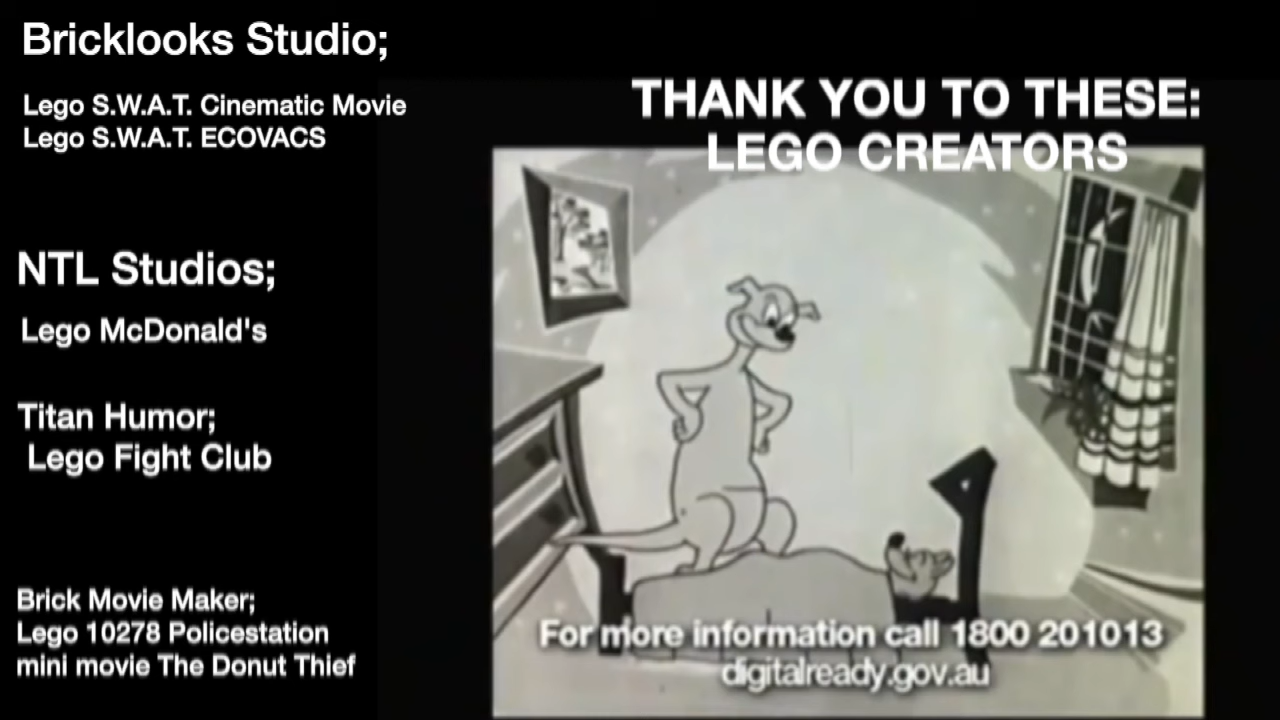 Bricklooks Studio;
Lego S.W.A.T. Cinematic Movie
Lego S.W.A.T. ECOVACS
NTL Studios;
Lego McDonald's
Titan Humor;
Lego Fight Club
Brick Movie Maker;
Lego 10278 Policestation
mini movie The Donut Thief
THANK YOU TO THESE:
LEGO CREATORS
For more information call 1800 201013
digitalready.gov.au